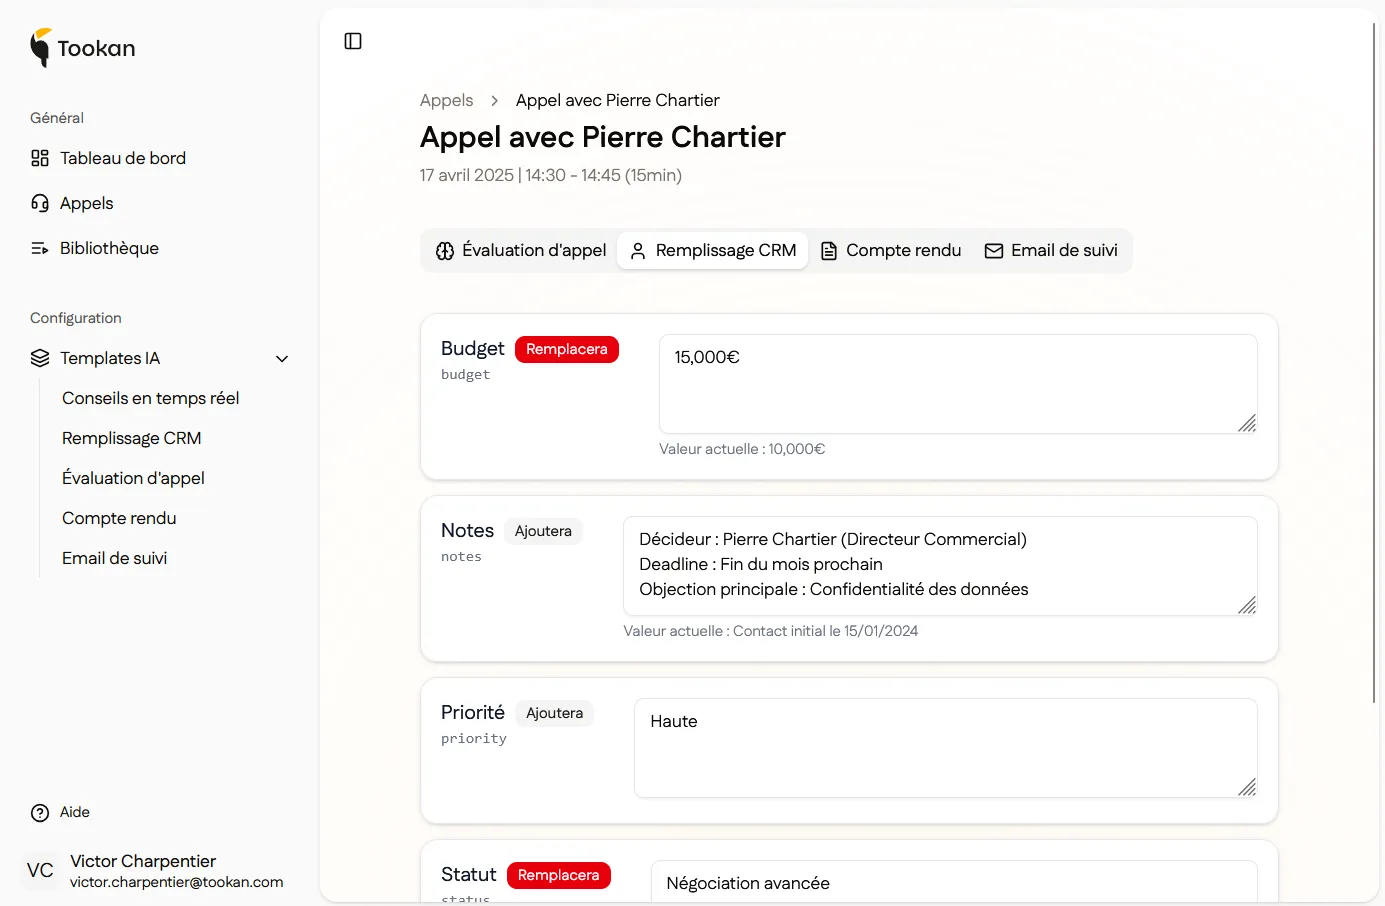 Tookan
Général
Tableau de bord
Appels
Bibliothèque
Configuration
Templates IA
Conseils en temps réel
Remplissage CRM
Évaluation d'appel
Compte rendu
Email de suivi
Aide
VC
Victor Charpentier
victor.charpentier@tookan.com
Appels > Appel avec Pierre Chartier
Appel avec Pierre Chartier
17 avril 2025 | 14:30 - 14:45 (15min)
Évaluation d'appel Remplissage CRM Compte rendu Email de suivi
Budget Remplacera
budget
15,000€
Valeur actuelle : 10,000€
Notes Ajoutera
notes
Décideur : Pierre Chartier (Directeur Commercial)
Deadline : Fin du mois prochain
Objection principale : Confidentialité des données
Valeur actuelle : Contact initial le 15/01/2024
Priorité Ajoutera
priority
Haute
Statut Remplacera
status
Négociation avancée